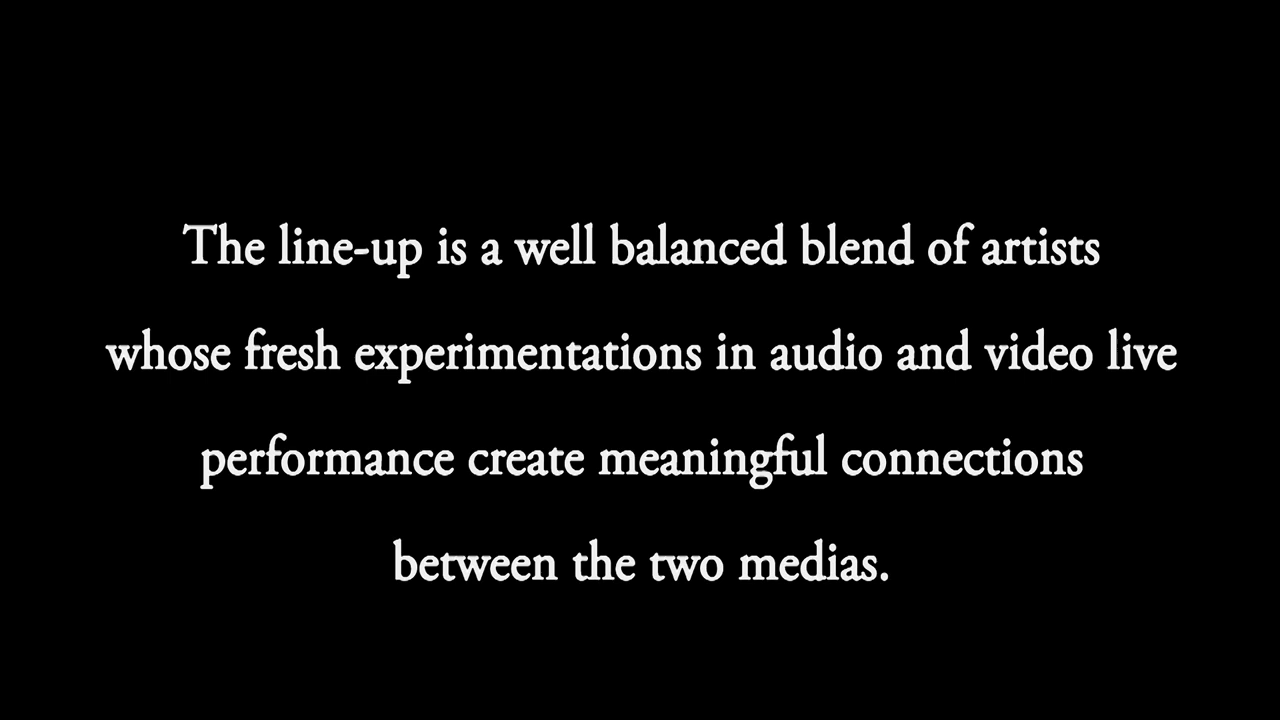 The line-up is a well balanced blend of artists
whose fresh experimentations in audio and video live
performance create meaningful connections
between the two medias.